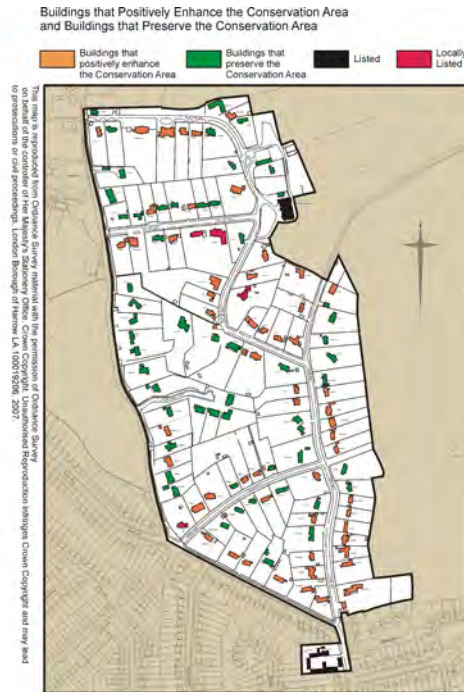 Buildings that Positively Enhance the Conservation Area
and Buildings that Preserve the Conservation Area
Buildings that
positively enhance
the Conservation Area
Buildings that
preserve the
Conservation Area
Listed
Locally
Listed
This map is reproduced from Ordnance Survey material with the permission of Ordnance Survey
on behalf of the controller of Her Majesty's Stationery Office. Crown Copyright. Unauthorised Reproduction infringes Crown Copyright and may lead
to prosecutions or civil proceedings. London Borough of Harrow LA.100019206. 2007.